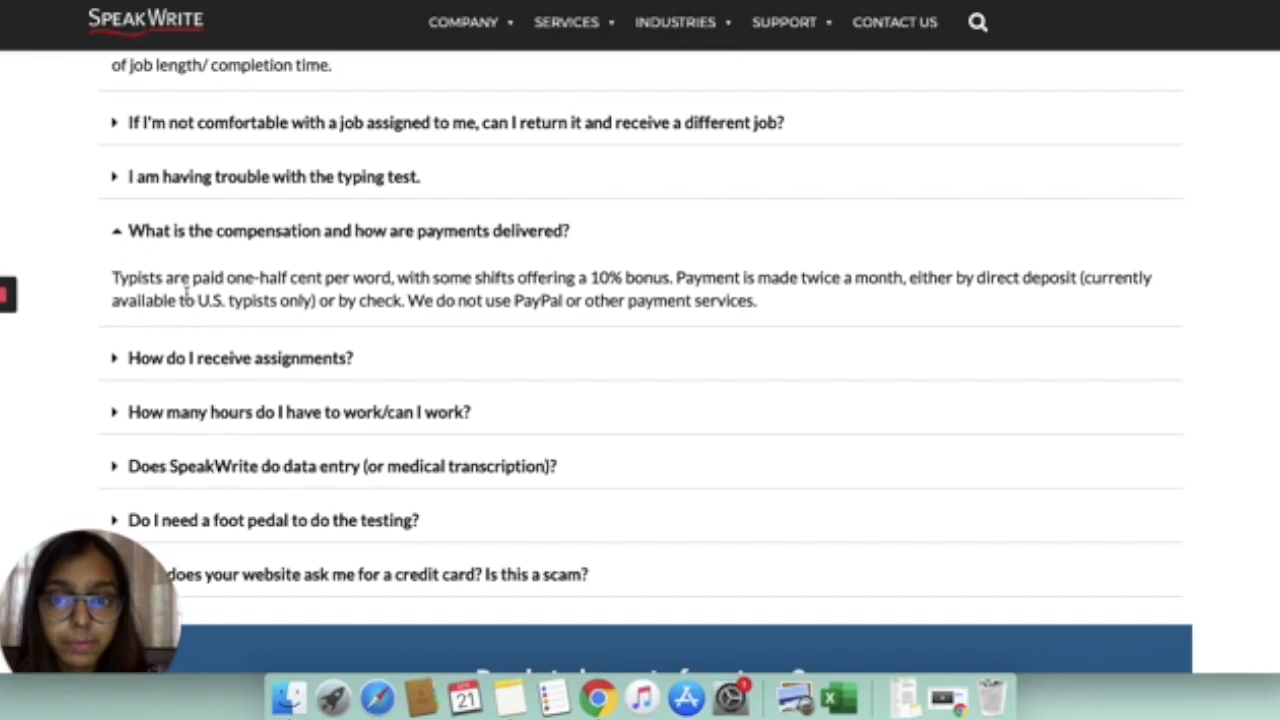 SPEAKWRITE
COMPANY
SERVICES
INDUSTRIES
SUPPORT
CONTACT US
of job length/ completion time.
If I'm not comfortable with a job assigned to me, can I return it and receive a different job?
I am having trouble with the typing test.
What is the compensation and how are payments delivered?
Typists are paid one-half cent per word, with some shifts offering a 10% bonus. Payment is made twice a month, either by direct deposit (currently
available to U.S. typists only) or by check. We do not use PayPal or other payment services.
How do I receive assignments?
How many hours do I have to work/can I work?
Does SpeakWrite do data entry (or medical transcription)?
Do I need a foot pedal to do the testing?
does your website ask me for a credit card? Is this a scam?
21
1